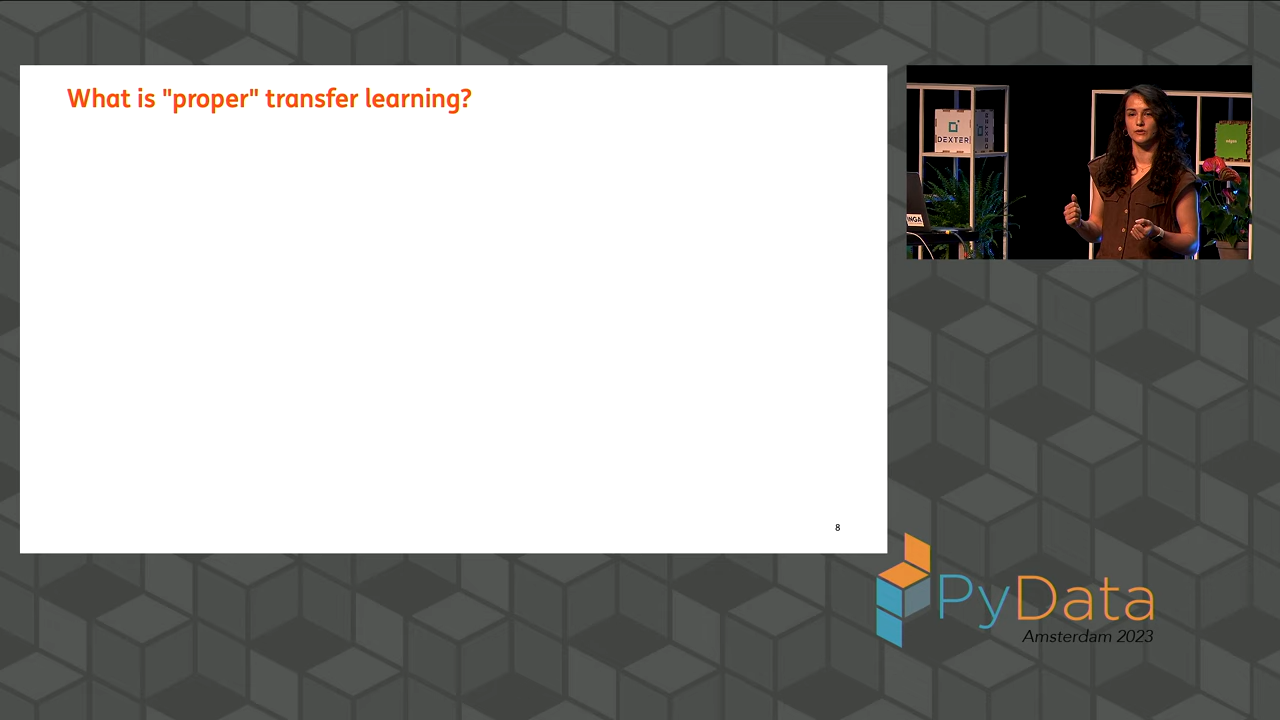 What is "proper" transfer learning?
DEXTER
8
PyData
Amsterdam 2023